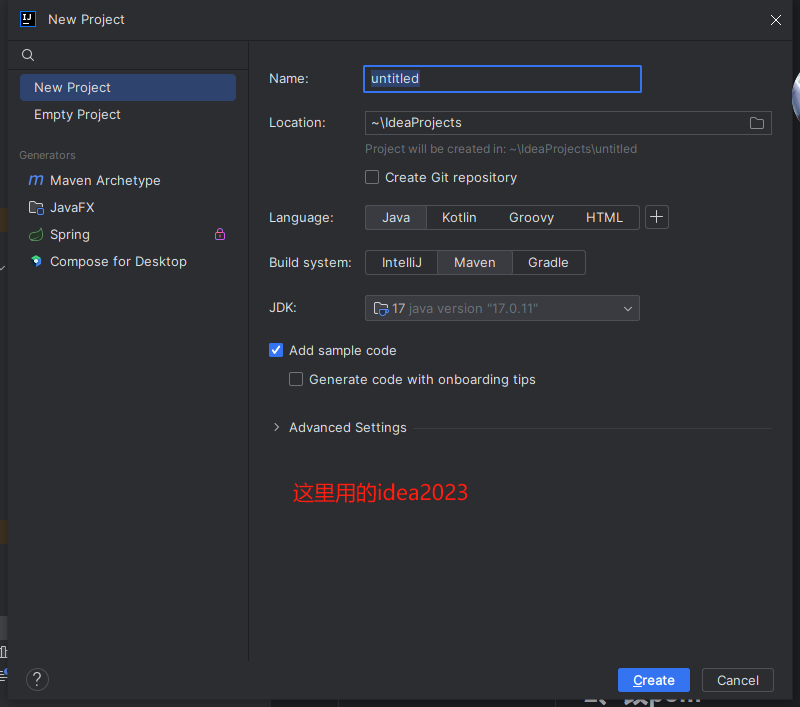 New Project
New Project
Empty Project
Generators
Maven Archetype
JavaFX
Spring
Compose for Desktop
Name: untitled
Location: ~\IdeaProjects
Project will be created in: ~\IdeaProjects\untitled
Create Git repository
Language: Java Kotlin Groovy HTML
Build system: IntelliJ Maven Gradle
JDK: 17 java version "17.0.11"
Add sample code
Generate code with onboarding tips
Advanced Settings
这里用的idea2023
? Create Cancel